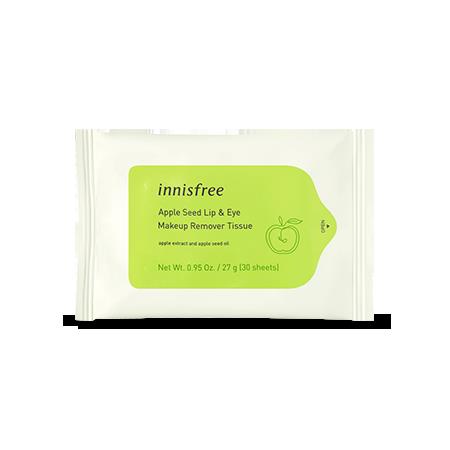 innisfree
Apple Seed Lip & Eye
Makeup Remover Tissue
apple extract and apple seed oil
Net Wt. 0.95 Oz. / 27 g (30 sheets)
OPEN